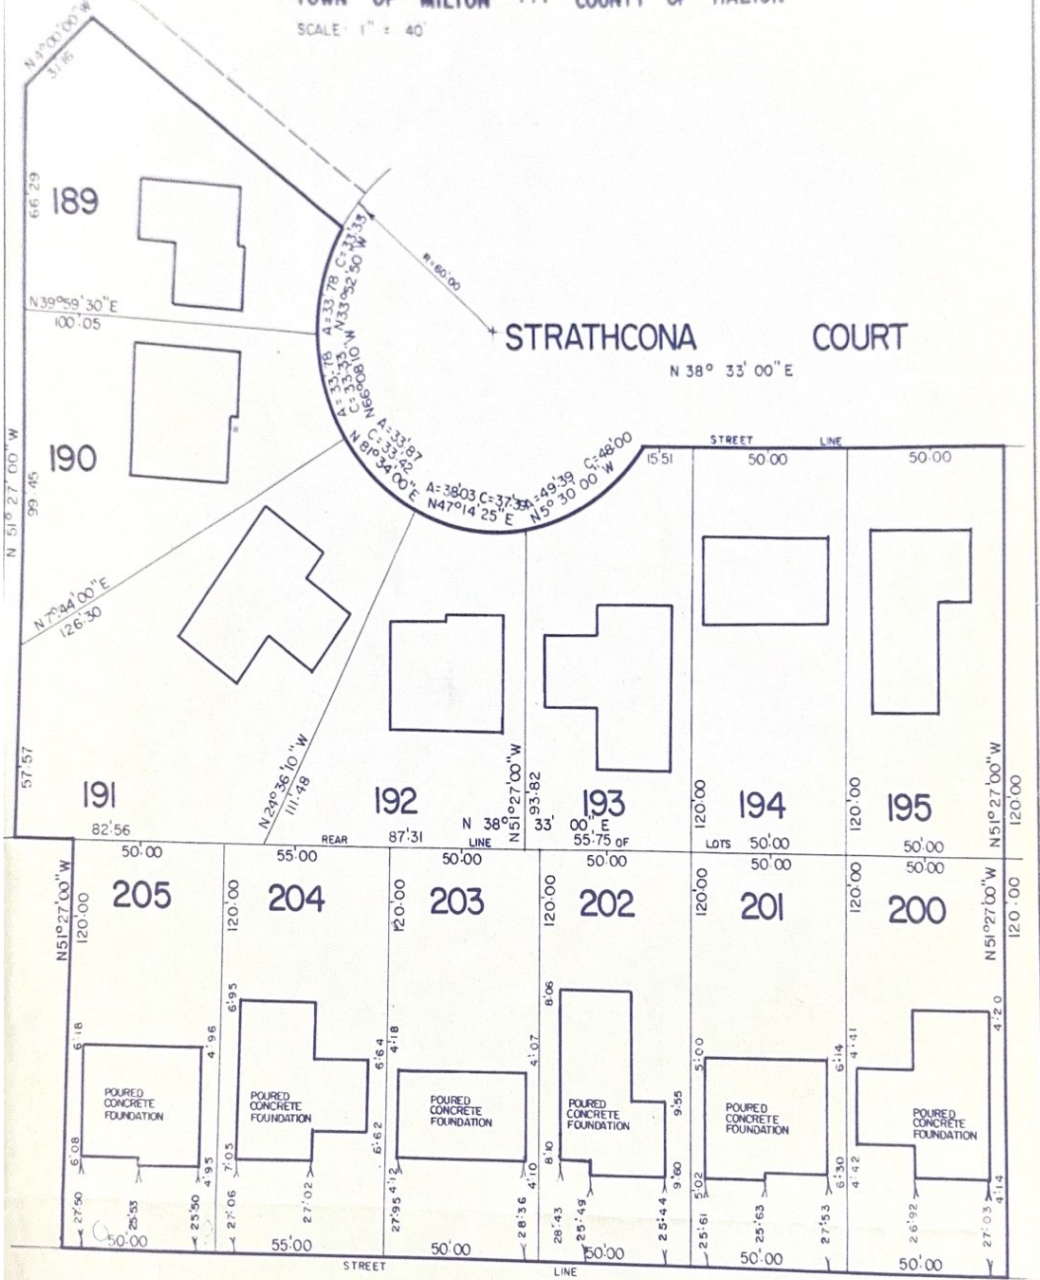 TOWN OF MILTON ... COUNTY OF HALTON
SCALE: 1" = 40'
N 4° 00' 00" W
31.16
66.29
189
N39°59'30"E
100.05
A=33.78 C=33.33
N33°52'50"W
R=60.00
STRATHCONA COURT
N 38° 33' 00" E
A=33.78
C=33.33
N66°08'10"W
190
N 51° 27' 00" W
99.45
A=33.87
C=33.42
N 81°34'00"E
A=38.03 C=37.39
N47°14'25"E
A=49.39 C=48.00
N5° 30' 00" W
STREET LINE
15.51
50.00
50.00
N7°44'00"E
126.30
57.57
191
82.56
N24°36'10"W
111.48
192
87.31
N51°27'00"W
93.82
193
55.75
120.00
194
50.00
120.00
195
50.00
N51°27'00"W
120.00
N 38° 33' 00" E
REAR LINE OF LOTS
N51°27'00"W
120.00
50.00
205
120.00
55.00
204
120.00
50.00
203
120.00
50.00
202
120.00
50.00
201
120.00
50.00
200
N51°27'00"W
120.00
6.18
4.96
POURED
CONCRETE
FOUNDATION
6.08
4.95
27.50
25.53
25.50
50.00
6.95
6.64
POURED
CONCRETE
FOUNDATION
7.05
6.62
27.06
27.02
55.00
4.18
4.07
POURED
CONCRETE
FOUNDATION
4.12
4.10
27.95
28.36
50.00
8.06
9.55
POURED
CONCRETE
FOUNDATION
8.10
9.60
28.43
25.49
25.44
50.00
5.00
6.14
POURED
CONCRETE
FOUNDATION
5.02
6.30
25.61
25.63
27.53
50.00
4.41
4.20
POURED
CONCRETE
FOUNDATION
4.42
4.14
26.92
27.03
50.00
STREET LINE